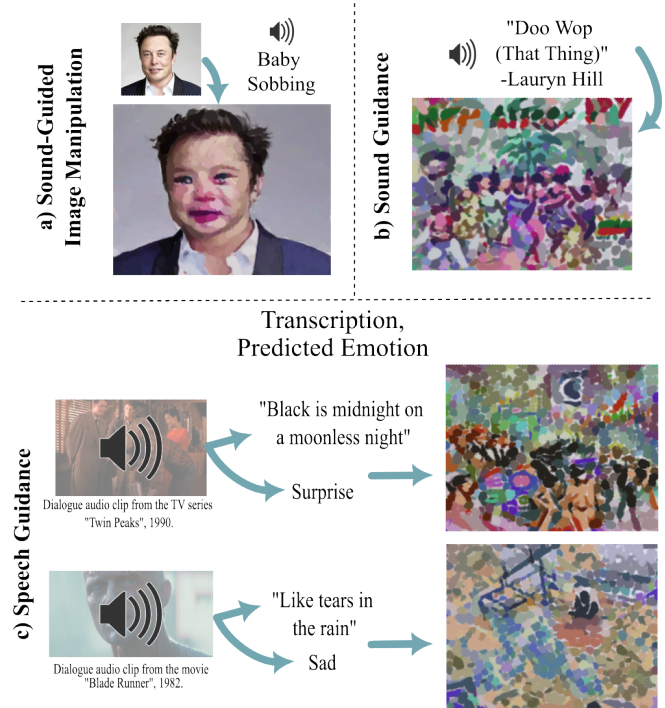 a) Sound-Guided
Image Manipulation
Baby
Sobbing
b) Sound Guidance
"Doo Wop
(That Thing)"
-Lauryn Hill
Transcription,
Predicted Emotion
c) Speech Guidance
Dialogue audio clip from the TV series
"Twin Peaks", 1990.
"Black is midnight on
a moonless night"
Surprise
Dialogue audio clip from the movie
"Blade Runner", 1982.
"Like tears in
the rain"
Sad